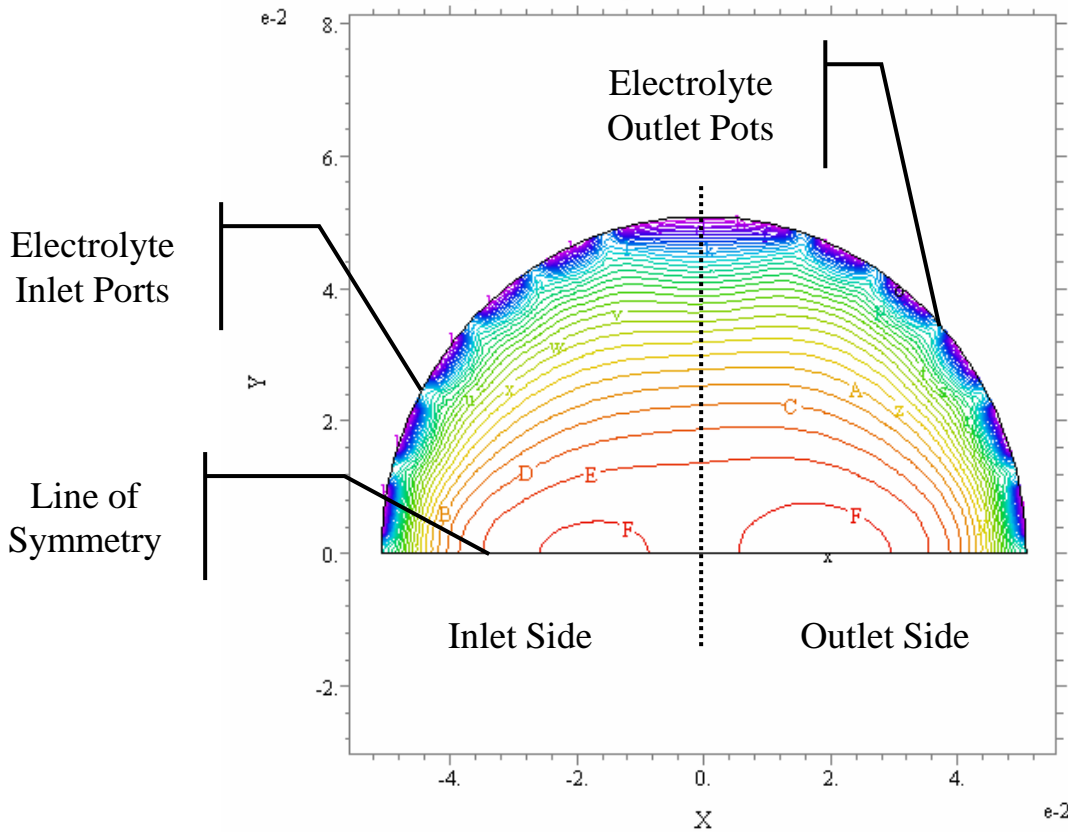 e-2
8.
6.
4.
2.
0.
-2.
Y
Electrolyte
Outlet Pots
Electrolyte
Inlet Ports
Line of
Symmetry
v
w
x
u
A
C
z
s
D
E
B
F
F
x
Inlet Side
Outlet Side
-4.
-2.
0.
2.
4.
e-2
X